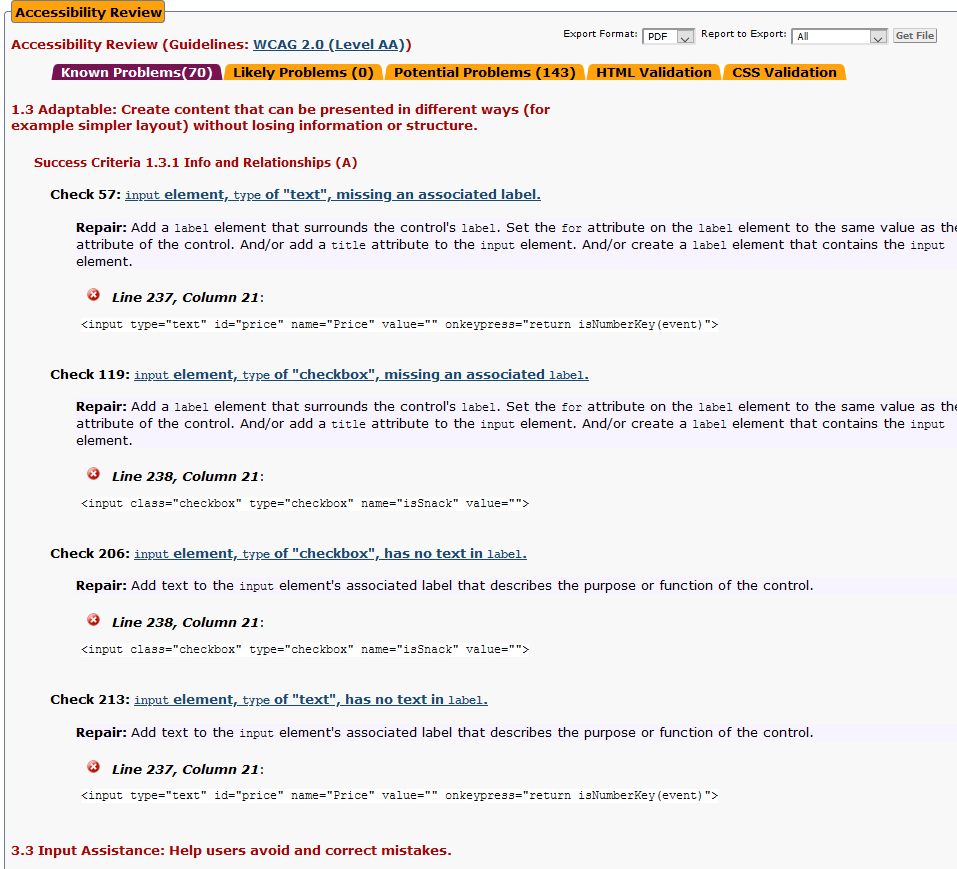 Accessibility Review
Accessibility Review (Guidelines: WCAG 2.0 (Level AA))
Export Format: PDF Report to Export: All Get File
Known Problems(70) Likely Problems (0) Potential Problems (143) HTML Validation CSS Validation
1.3 Adaptable: Create content that can be presented in different ways (for
example simpler layout) without losing information or structure.
Success Criteria 1.3.1 Info and Relationships (A)
Check 57: input element, type of "text", missing an associated label.
Repair: Add a label element that surrounds the control's label. Set the for attribute on the label element to the same value as the
attribute of the control. And/or add a title attribute to the input element. And/or create a label element that contains the input
element.
Line 237, Column 21:
<input type="text" id="price" name="Price" value="" onkeypress="return isNumberKey(event)">
Check 119: input element, type of "checkbox", missing an associated label.
Repair: Add a label element that surrounds the control's label. Set the for attribute on the label element to the same value as the
attribute of the control. And/or add a title attribute to the input element. And/or create a label element that contains the input
element.
Line 238, Column 21:
<input class="checkbox" type="checkbox" name="isSnack" value="">
Check 206: input element, type of "checkbox", has no text in label.
Repair: Add text to the input element's associated label that describes the purpose or function of the control.
Line 238, Column 21:
<input class="checkbox" type="checkbox" name="isSnack" value="">
Check 213: input element, type of "text", has no text in label.
Repair: Add text to the input element's associated label that describes the purpose or function of the control.
Line 237, Column 21:
<input type="text" id="price" name="Price" value="" onkeypress="return isNumberKey(event)">
3.3 Input Assistance: Help users avoid and correct mistakes.